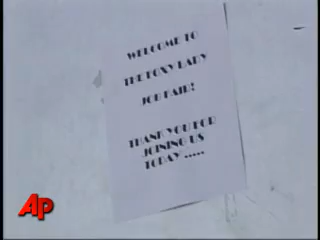 WELCOME TO
THE FOXY LADY
JOB FAIR!
THANK YOU FOR
JOINING US
TODAY .....
AP